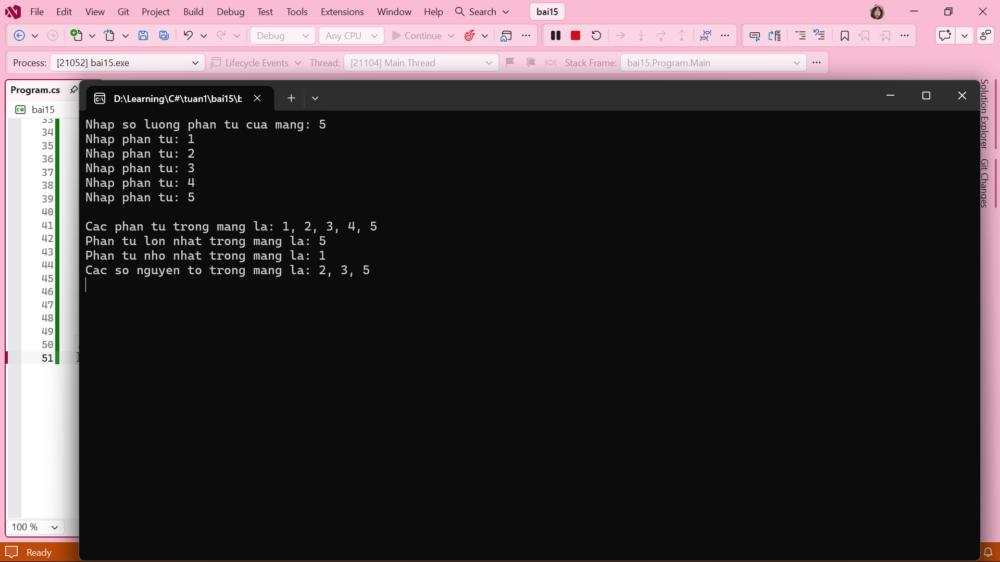 File Edit View Git Project Build Debug Test Tools Extensions Window Help Search bai15
Debug Any CPU Continue
Process: [21052] bai15.exe Lifecycle Events Thread: [21104] Main Thread Stack Frame: bai15.Program.Main
Program.cs
bai15
33
34
35
36
37
38
39
40
41
42
43
44
45
46
47
48
49
50
51
100 %
Ready
D:\Learning\C#\tuan1\bai15\b
Nhap so luong phan tu cua mang: 5
Nhap phan tu: 1
Nhap phan tu: 2
Nhap phan tu: 3
Nhap phan tu: 4
Nhap phan tu: 5
Cac phan tu trong mang la: 1, 2, 3, 4, 5
Phan tu lon nhat trong mang la: 5
Phan tu nho nhat trong mang la: 1
Cac so nguyen to trong mang la: 2, 3, 5
Solution Explorer
Git Changes